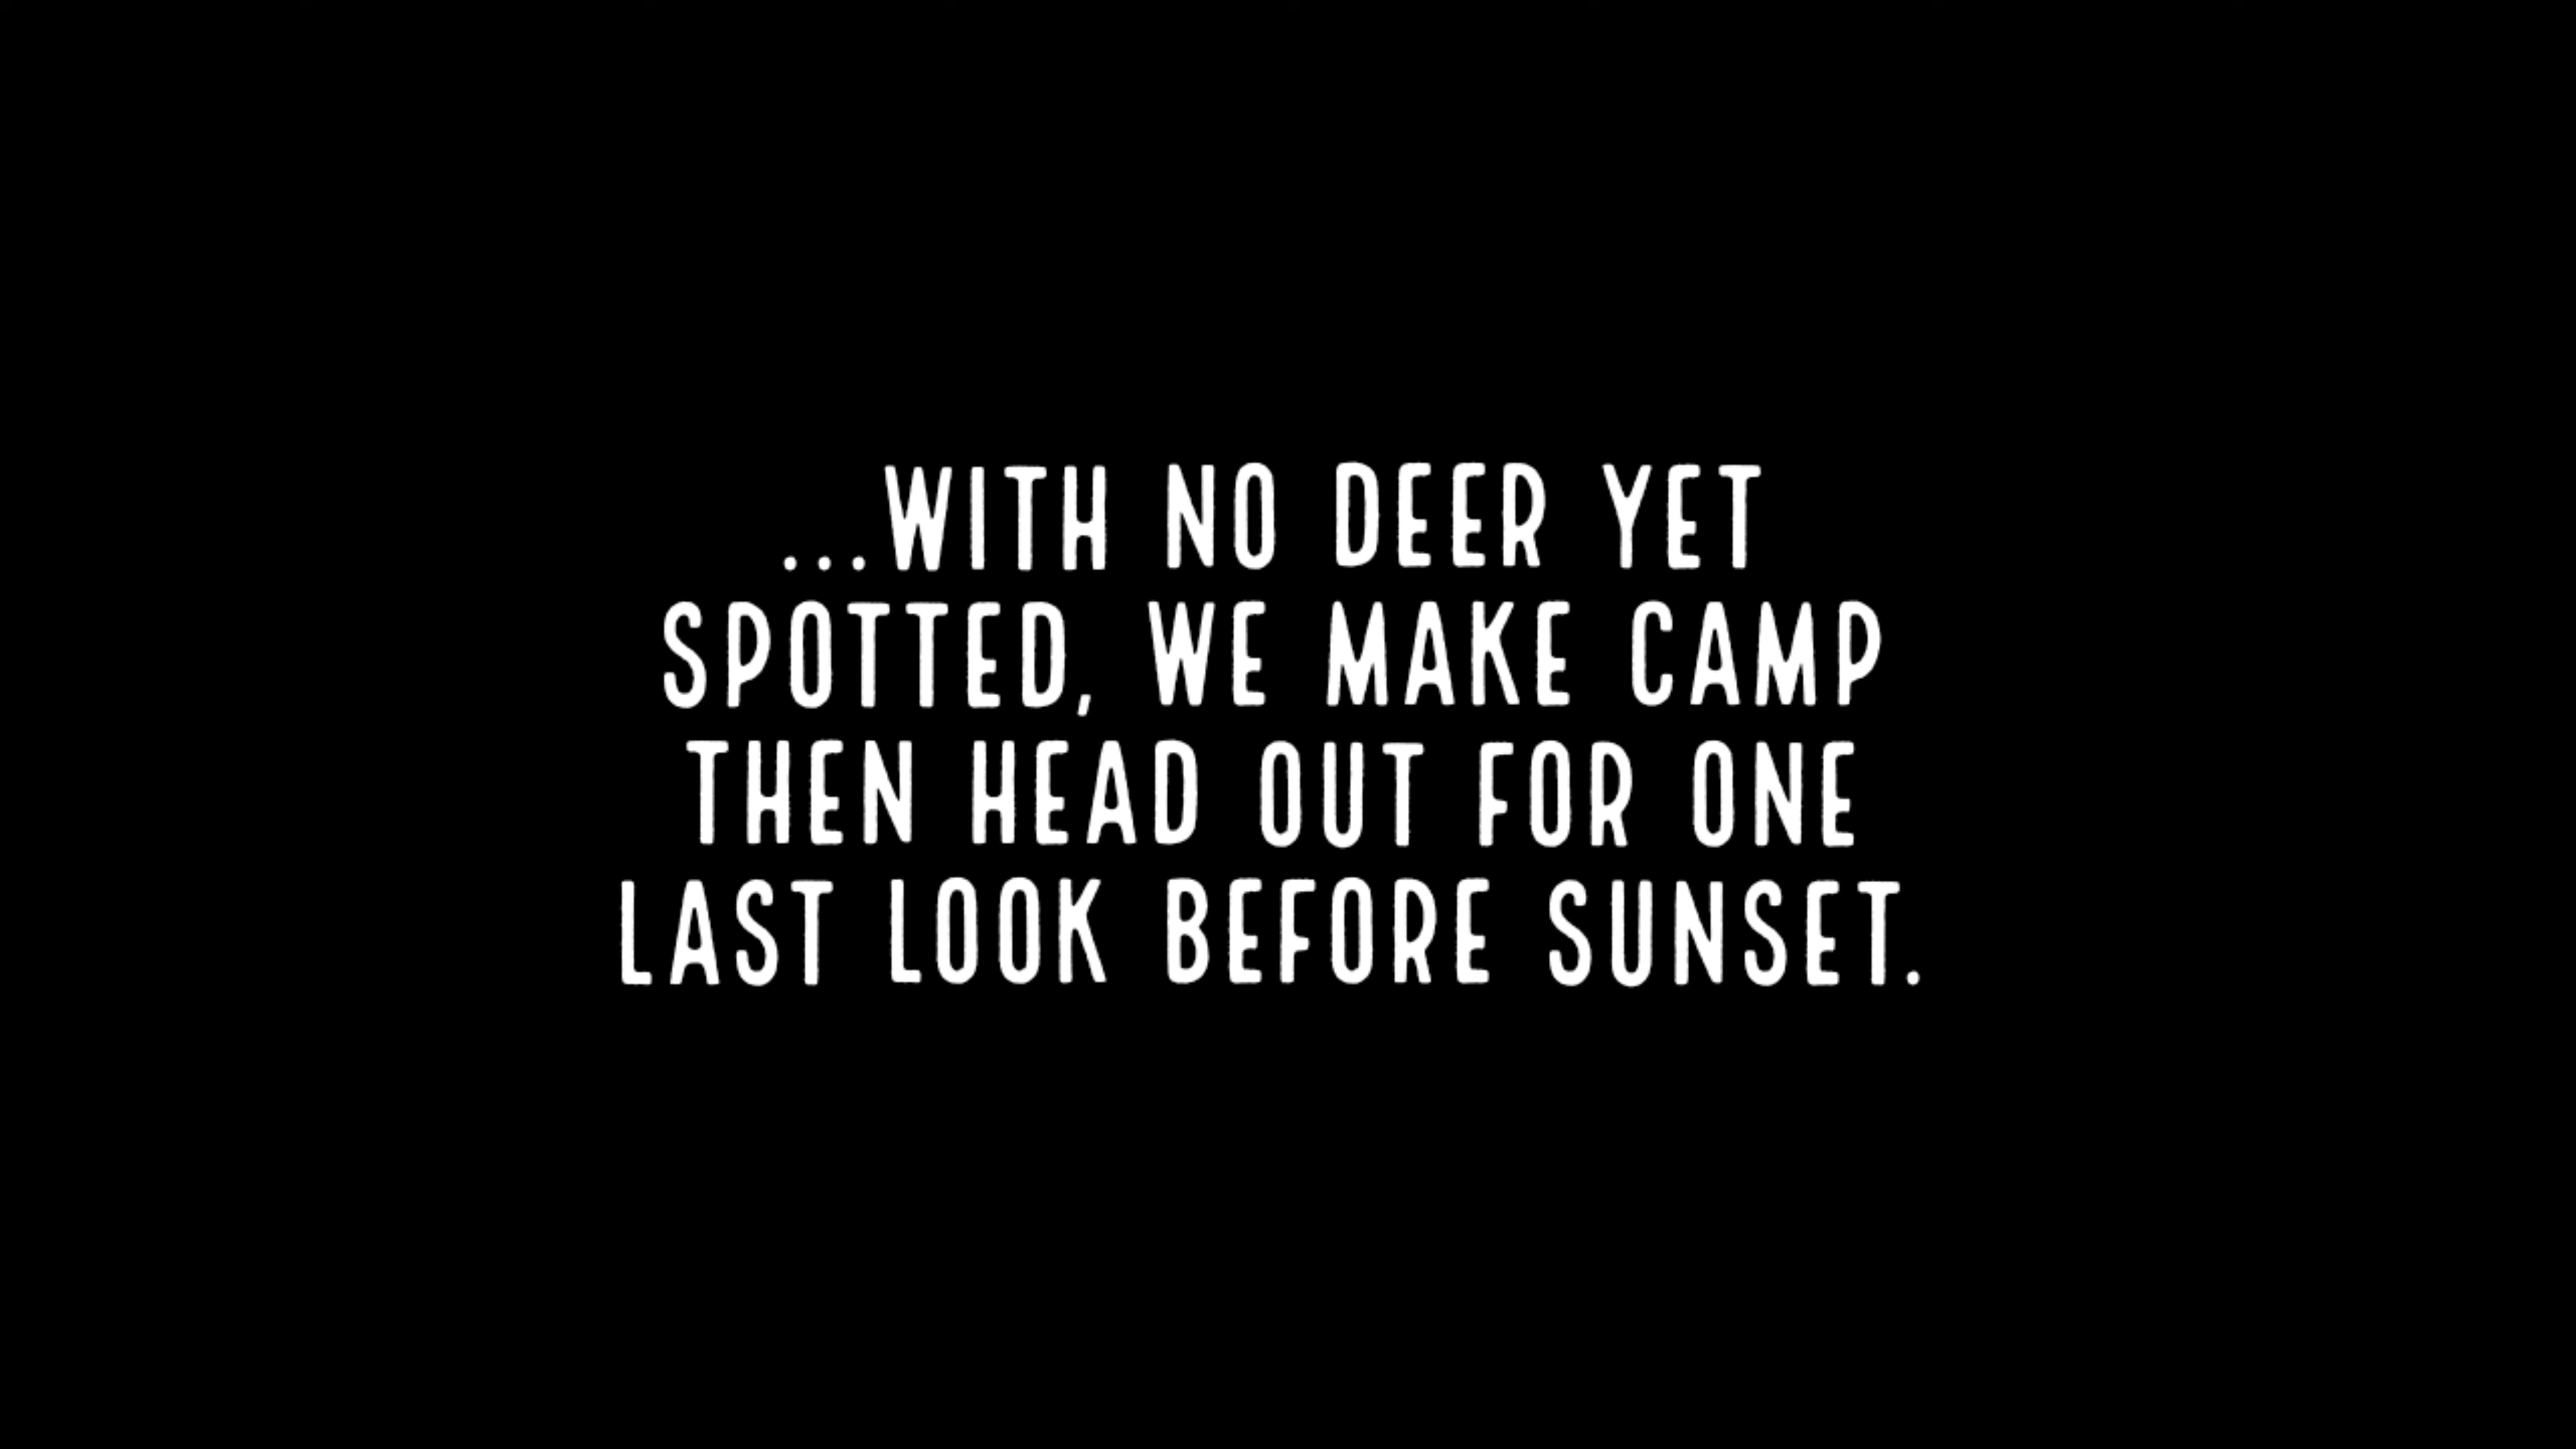 ...WITH NO DEER YET
SPOTTED, WE MAKE CAMP
THEN HEAD OUT FOR ONE
LAST LOOK BEFORE SUNSET.